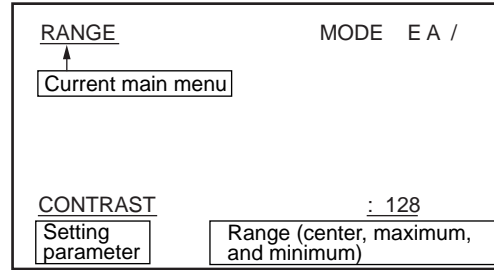 RANGE MODE E A /
Current main menu
CONTRAST : 128
Setting
parameter
Range (center, maximum,
and minimum)